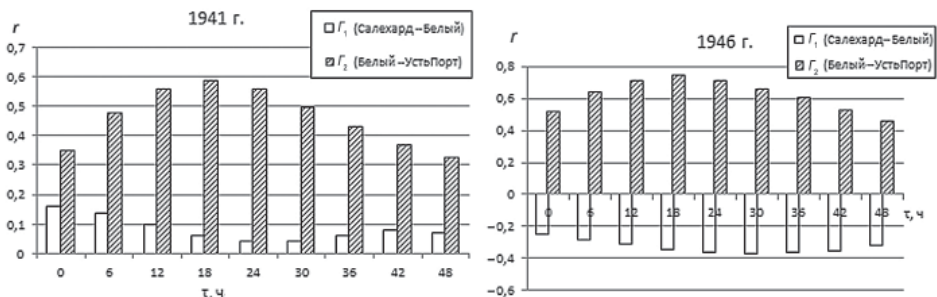 1941 г.
r
Г₁ (Салехард–Белый)
Г₂ (Белый–УстьПорт)
0,7
0,6
0,5
0,4
0,3
0,2
0,1
0
0 6 12 18 24 30 36 42 48
τ, ч
1946 г.
r
Г₁ (Салехард–Белый)
Г₂ (Белый–УстьПорт)
0,8
0,6
0,4
0,2
0
0 6 12 18 24 30 36 42 48 τ, ч
–0,2
–0,4
–0,6